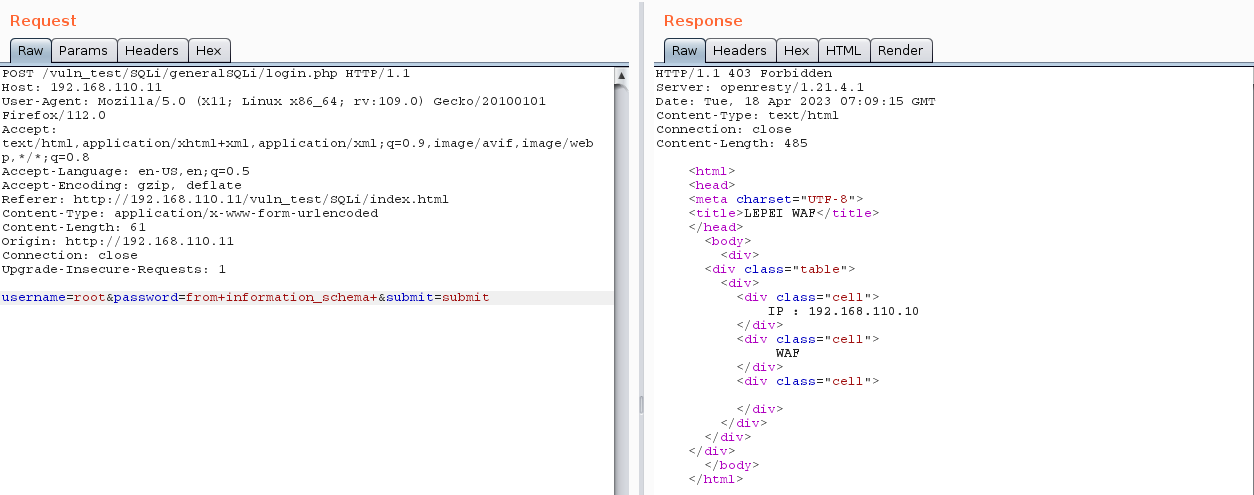 Request
Raw Params Headers Hex
POST /vuln_test/SQLi/generalSQLi/login.php HTTP/1.1
Host: 192.168.110.11
User-Agent: Mozilla/5.0 (X11; Linux x86_64; rv:109.0) Gecko/20100101
Firefox/112.0
Accept:
text/html,application/xhtml+xml,application/xml;q=0.9,image/avif,image/web
p,*/*;q=0.8
Accept-Language: en-US,en;q=0.5
Accept-Encoding: gzip, deflate
Referer: http://192.168.110.11/vuln_test/SQLi/index.html
Content-Type: application/x-www-form-urlencoded
Content-Length: 61
Origin: http://192.168.110.11
Connection: close
Upgrade-Insecure-Requests: 1
username=root&password=from+information_schema+&submit=submit
Response
Raw Headers Hex HTML Render
HTTP/1.1 403 Forbidden
Server: openresty/1.21.4.1
Date: Tue, 18 Apr 2023 07:09:15 GMT
Content-Type: text/html
Connection: close
Content-Length: 485
<html>
<head>
<meta charset="UTF-8">
<title>LEPEI WAF</title>
</head>
<body>
<div>
<div class="table">
<div>
<div class="cell">
IP : 192.168.110.10
</div>
<div class="cell">
WAF
</div>
<div class="cell">
</div>
</div>
</div>
</div>
</body>
</html>